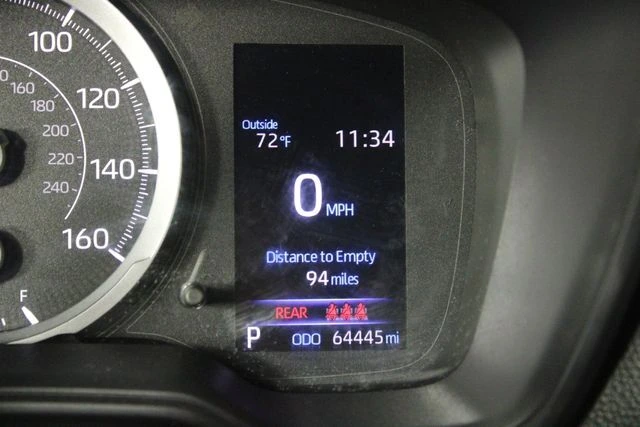 100
120
140
160
160
180
200
220
240
F
Outside
72°F 11:34
0 MPH
Distance to Empty
94 miles
REAR
P ODO 64445 mi